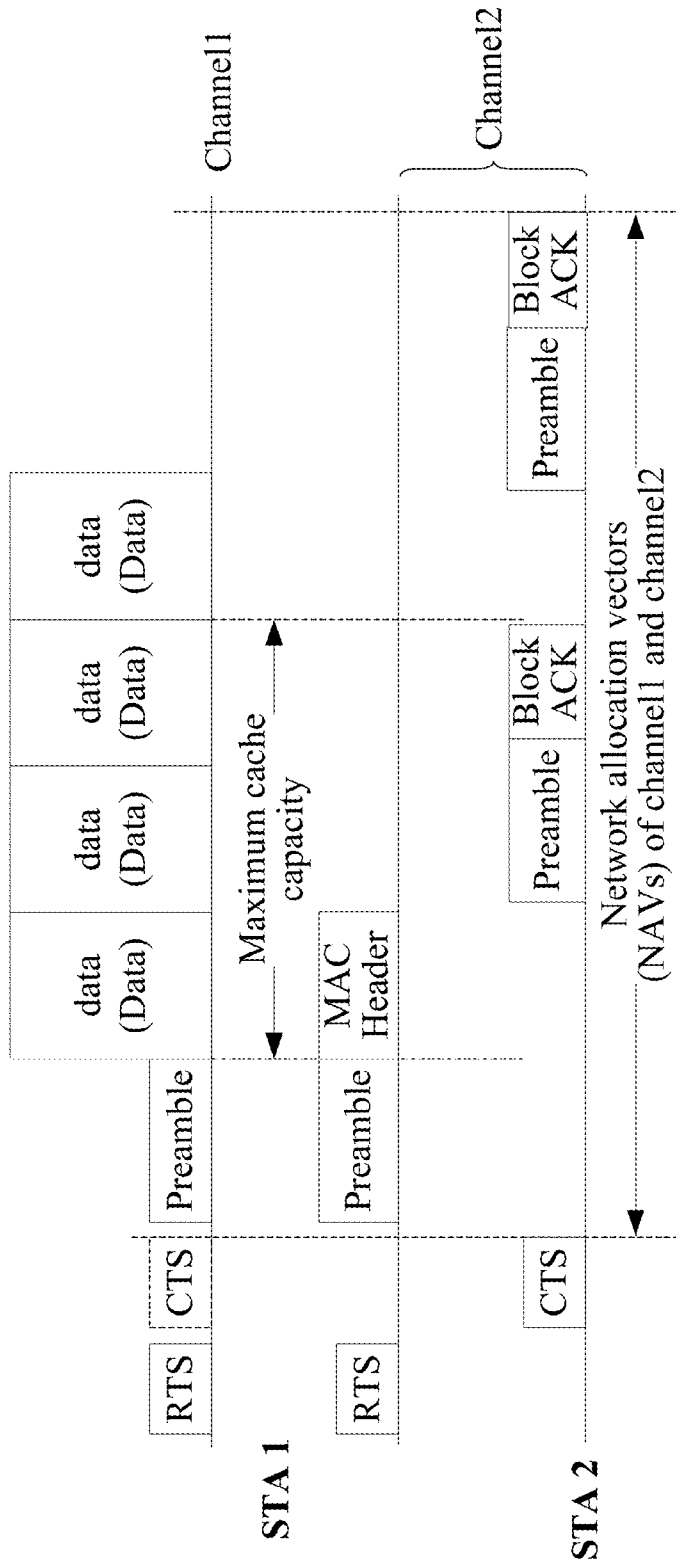 RTS
CTS
Preamble
data
(Data)
data
(Data)
data
(Data)
data
(Data)
Channel1
STA 1
Maximum cache
capacity
RTS
Preamble
MAC
Header
Channel2
STA 2
CTS
Preamble
Block
ACK
Preamble
Block
ACK
Network allocation vectors
(NAVs) of channel1 and channel2